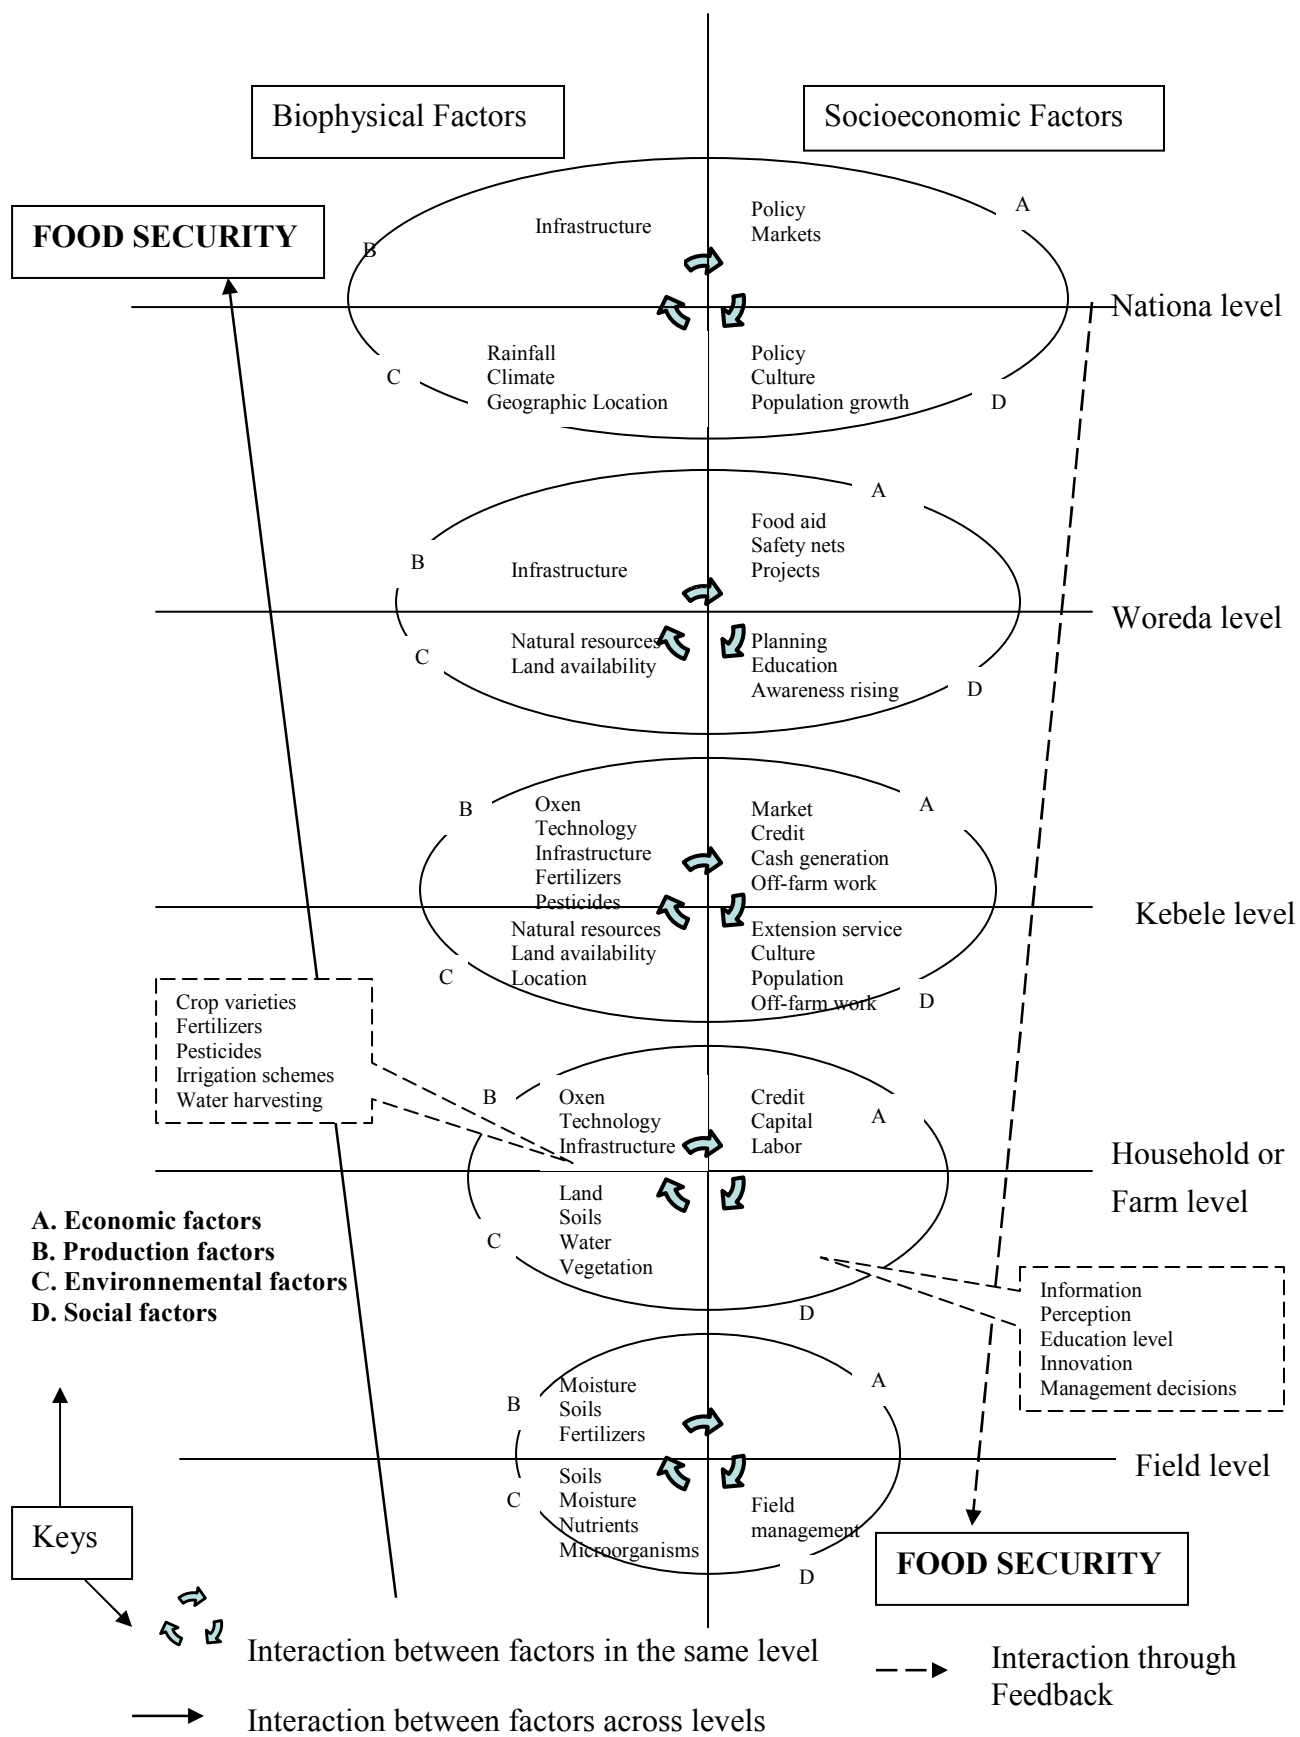 Biophysical Factors
Socioeconomic Factors
FOOD SECURITY
B
Infrastructure
Policy
Markets
A
Nationa level
C
Rainfall
Climate
Geographic Location
Policy
Culture
Population growth
D
A
B
Infrastructure
Food aid
Safety nets
Projects
Woreda level
C
Natural resources
Land availability
Planning
Education
Awareness rising
D
B
Oxen
Technology
Infrastructure
Fertilizers
Pesticides
Market
Credit
Cash generation
Off-farm work
A
Kebele level
C
Natural resources
Land availability
Location
Extension service
Culture
Population
Off-farm work
D
Crop varieties
Fertilizers
Pesticides
Irrigation schemes
Water harvesting
B
Oxen
Technology
Infrastructure
Credit
Capital
Labor
A
Household or
Farm level
C
Land
Soils
Water
Vegetation
D
A. Economic factors
B. Production factors
C. Environnemental factors
D. Social factors
Information
Perception
Education level
Innovation
Management decisions
B
Moisture
Soils
Fertilizers
A
Field level
C
Soils
Moisture
Nutrients
Microorganisms
Field
management
D
FOOD SECURITY
Keys
Interaction between factors in the same level
Interaction between factors across levels
Interaction through
Feedback